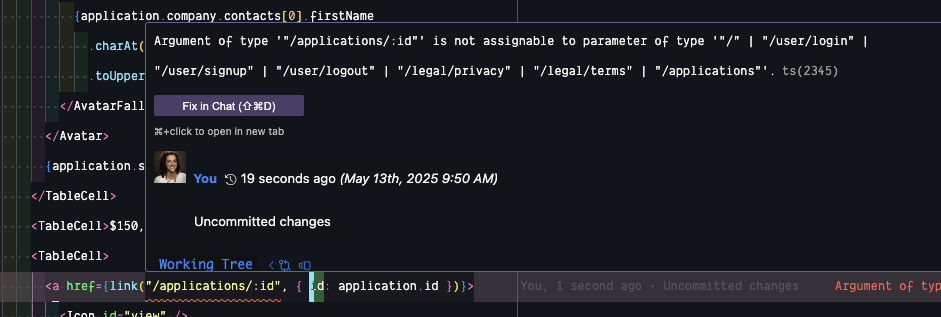 {application.company.contacts[0].firstName
.charAt(
Argument of type '"/applications/:id"' is not assignable to parameter of type '"/" | "/user/login" |
.toUpper
"/user/signup" | "/user/logout" | "/legal/privacy" | "/legal/terms" | "/applications"'. ts(2345)
</AvatarFall
Fix in Chat (⇧⌘D)
⌘+click to open in new tab
</Avatar>
{application.s
You 19 seconds ago (May 13th, 2025 9:50 AM)
</TableCell>
<TableCell>$150,
Uncommitted changes
<TableCell>
Working Tree
<a href={link("/applications/:id", { id: application.id })}> You, 1 second ago · Uncommitted changes Argument of typ
<Icon id="view" />